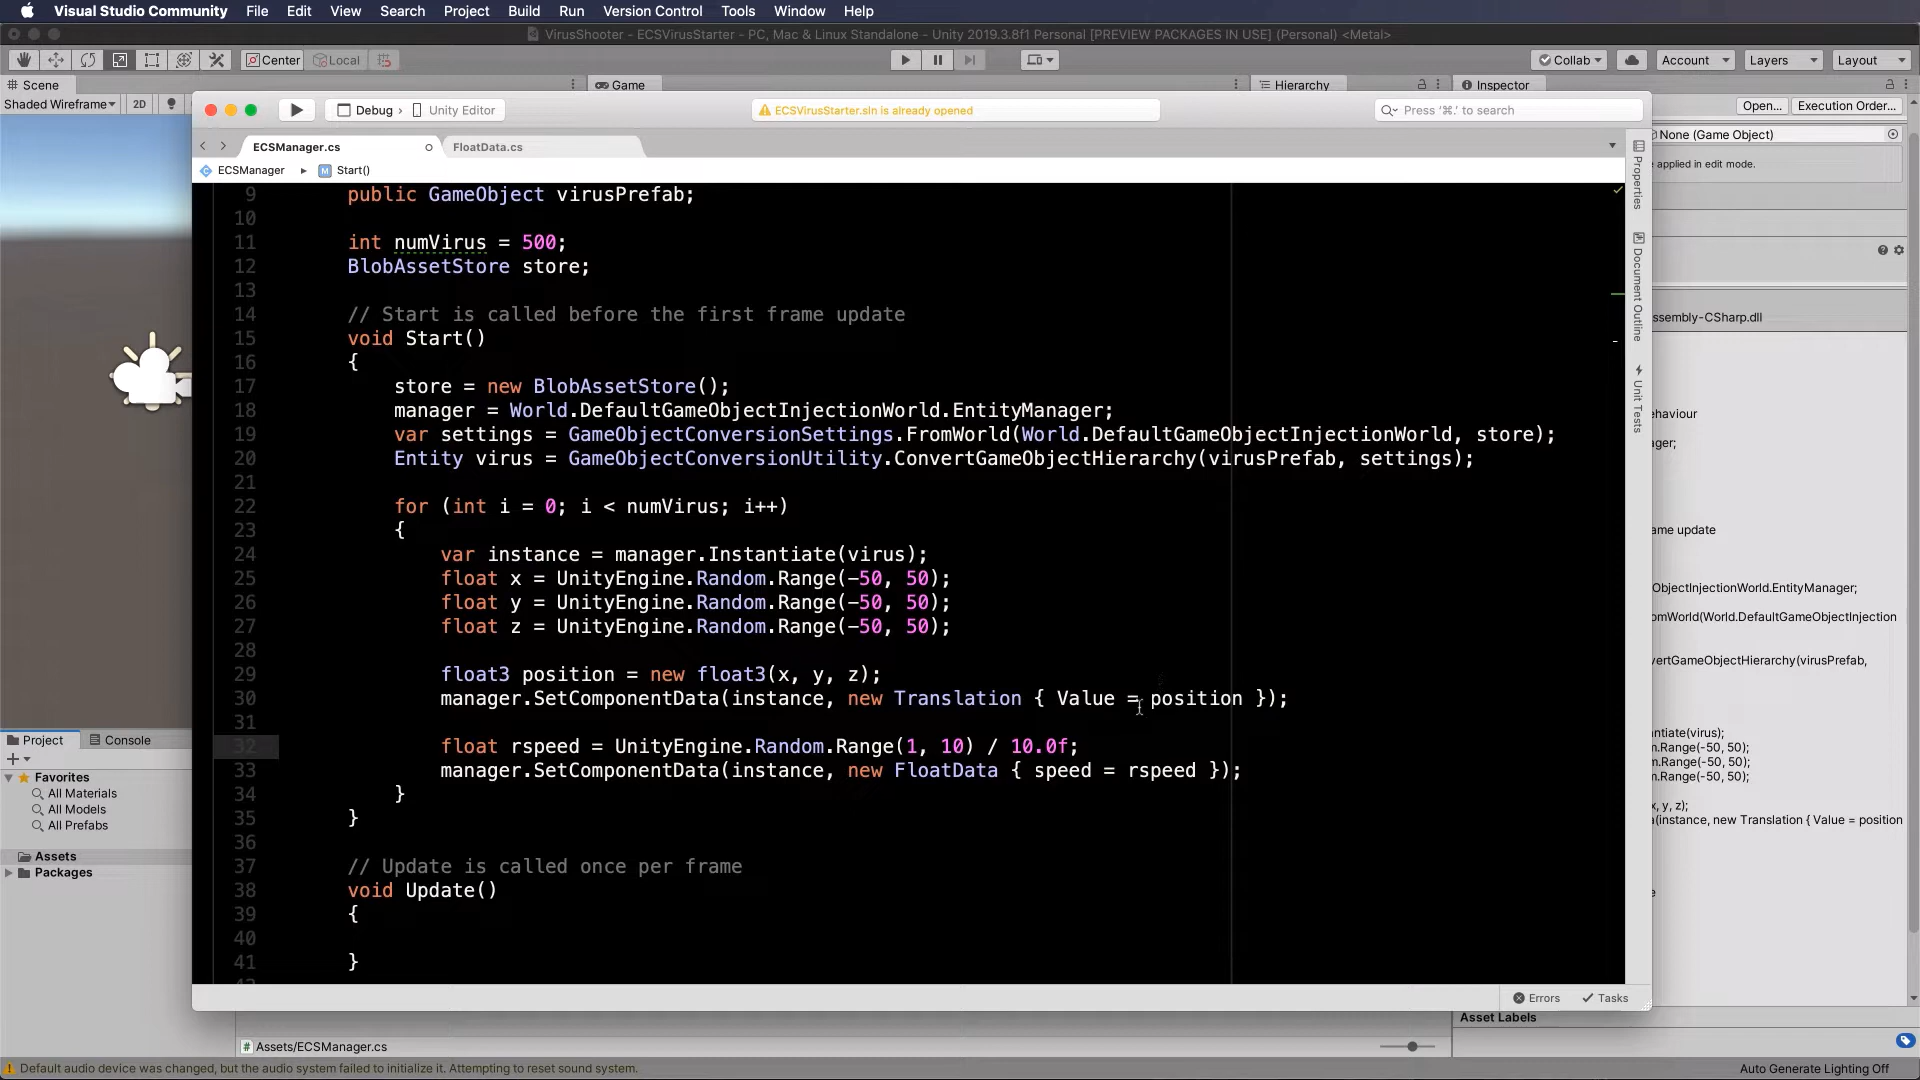 Visual Studio Community File Edit View Search Project Build Run Version Control Tools Window Help
VirusShooter - ECSVirusStarter - PC, Mac & Linux Standalone - Unity 2019.3.8f1 Personal [PREVIEW PACKAGES IN USE] (Personal) <Metal>
Center Local Collab Account Layers Layout
Scene Game Hierarchy Inspector
Shaded Wireframe 2D Open... Execution Order...
Debug › Unity Editor ECSVirusStarter.sln is already opened Press '⌘.' to search
None (Game Object)
ECSManager.cs FloatData.cs
applied in edit mode.
ECSManager ▸ M Start()
Properties
Document Outline
Unit Tests
9 public GameObject virusPrefab;
10
11 int numVirus = 500;
12 BlobAssetStore store;
13
14 // Start is called before the first frame update
15 void Start()
16 {
17 store = new BlobAssetStore();
18 manager = World.DefaultGameObjectInjectionWorld.EntityManager;
19 var settings = GameObjectConversionSettings.FromWorld(World.DefaultGameObjectInjectionWorld, store);
20 Entity virus = GameObjectConversionUtility.ConvertGameObjectHierarchy(virusPrefab, settings);
21
22 for (int i = 0; i < numVirus; i++)
23 {
24 var instance = manager.Instantiate(virus);
25 float x = UnityEngine.Random.Range(-50, 50);
26 float y = UnityEngine.Random.Range(-50, 50);
27 float z = UnityEngine.Random.Range(-50, 50);
28
29 float3 position = new float3(x, y, z);
30 manager.SetComponentData(instance, new Translation { Value = position });
31
32 float rspeed = UnityEngine.Random.Range(1, 10) / 10.0f;
33 manager.SetComponentData(instance, new FloatData { speed = rspeed });
34 }
35 }
36
37 // Update is called once per frame
38 void Update()
39 {
40
41 }
ssembly-CSharp.dll
ehaviour
ager;
ame update
ObjectInjectionWorld.EntityManager;
omWorld(World.DefaultGameObjectInjection
vertGameObjectHierarchy(virusPrefab,
ntiate(virus);
m.Range(-50, 50);
m.Range(-50, 50);
m.Range(-50, 50);
x, y, z);
a(instance, new Translation { Value = position
e
Project Console
Favorites
All Materials
All Models
All Prefabs
Assets
Packages
Errors Tasks
Asset Labels
Assets/ECSManager.cs
Default audio device was changed, but the audio system failed to initialize it. Attempting to reset sound system.
Auto Generate Lighting Off